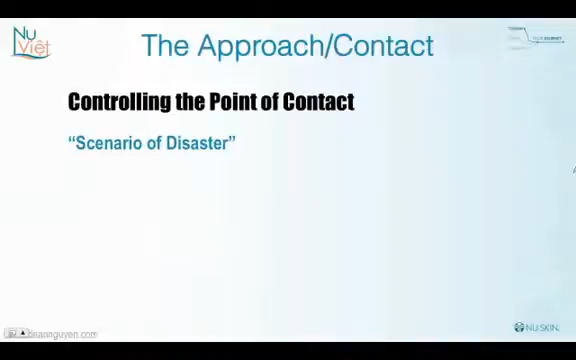 Nu
Việt
The Approach/Contact
Controlling the Point of Contact
“Scenario of Disaster”
NU SKIN